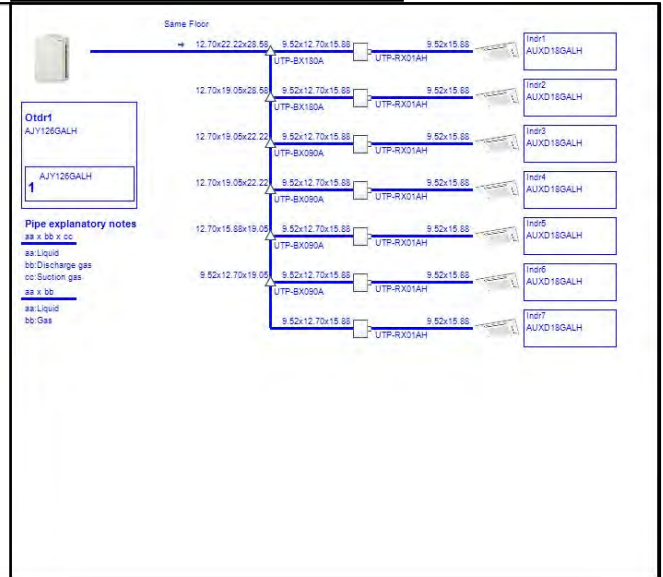 Same Floor
12.70x22.22x28.58 9.52x12.70x15.88 9.52x15.88 Indr1
UTP-BX180A UTP-RX01AH AUXD18GALH
12.70x19.05x28.58 9.52x12.70x15.88 9.52x15.88 Indr2
UTP-BX180A UTP-RX01AH AUXD18GALH
Otdr1
AJY126GALH
12.70x19.05x22.22 9.52x12.70x15.88 9.52x15.88 Indr3
UTP-BX090A UTP-RX01AH AUXD18GALH
AJY126GALH
1
12.70x19.05x22.22 9.52x12.70x15.88 9.52x15.88 Indr4
UTP-BX090A UTP-RX01AH AUXD18GALH
Pipe explanatory notes
aa x bb x cc
aa:Liquid
bb:Discharge gas
cc:Suction gas
aa x bb
aa:Liquid
bb:Gas
12.70x15.88x19.05 9.52x12.70x15.88 9.52x15.88 Indr5
UTP-BX090A UTP-RX01AH AUXD18GALH
9.52x12.70x19.05 9.52x12.70x15.88 9.52x15.88 Indr6
UTP-BX090A UTP-RX01AH AUXD18GALH
9.52x12.70x15.88 9.52x15.88 Indr7
UTP-RX01AH AUXD18GALH